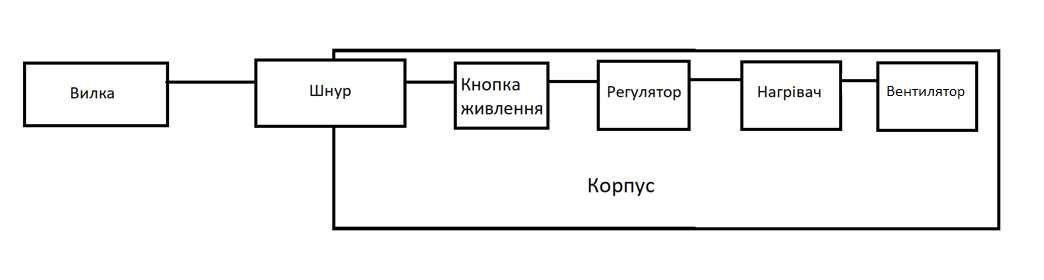 Вилка
Шнур
Кнопка
живлення
Регулятор
Нагрівач
Вентилятор
Корпус